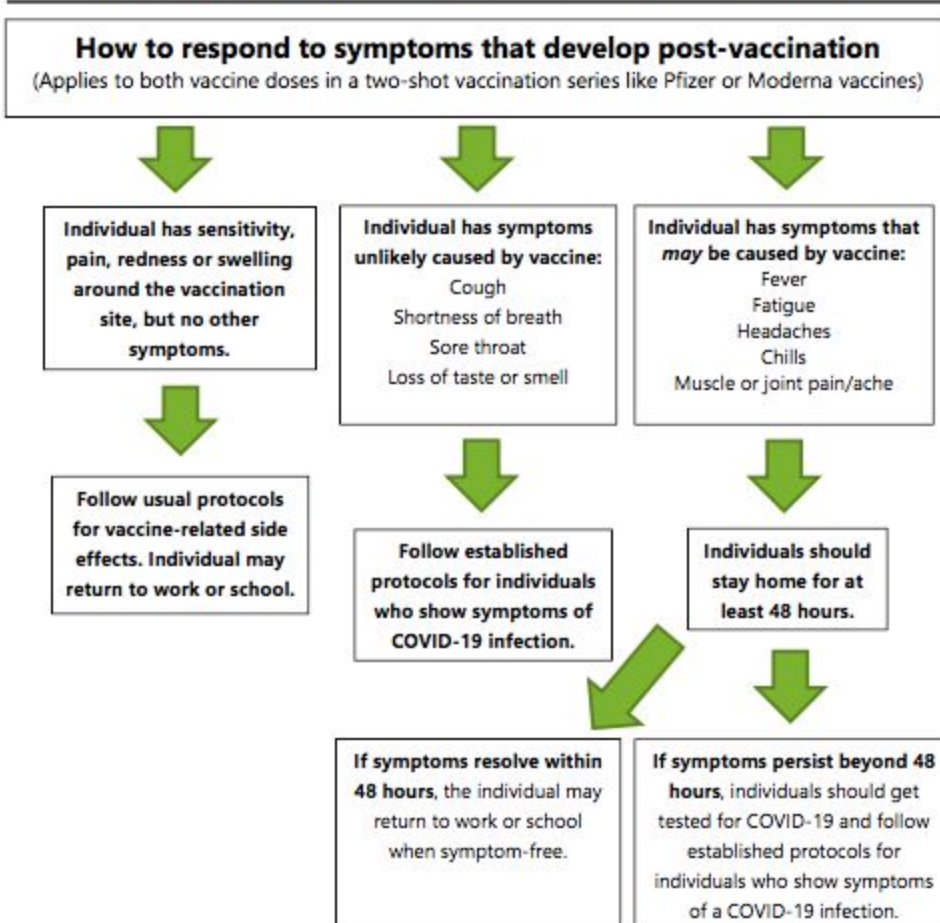 How to respond to symptoms that develop post-vaccination
(Applies to both vaccine doses in a two-shot vaccination series like Pfizer or Moderna vaccines)
Individual has sensitivity,
pain, redness or swelling
around the vaccination
site, but no other
symptoms.
Follow usual protocols
for vaccine-related side
effects. Individual may
return to work or school.
Individual has symptoms
unlikely caused by vaccine:
Cough
Shortness of breath
Sore throat
Loss of taste or smell
Follow established
protocols for individuals
who show symptoms of
COVID-19 infection.
Individual has symptoms that
may be caused by vaccine:
Fever
Fatigue
Headaches
Chills
Muscle or joint pain/ache
Individuals should
stay home for at
least 48 hours.
If symptoms resolve within
48 hours, the individual may
return to work or school
when symptom-free.
If symptoms persist beyond 48
hours, individuals should get
tested for COVID-19 and follow
established protocols for
individuals who show symptoms
of a COVID-19 infection.